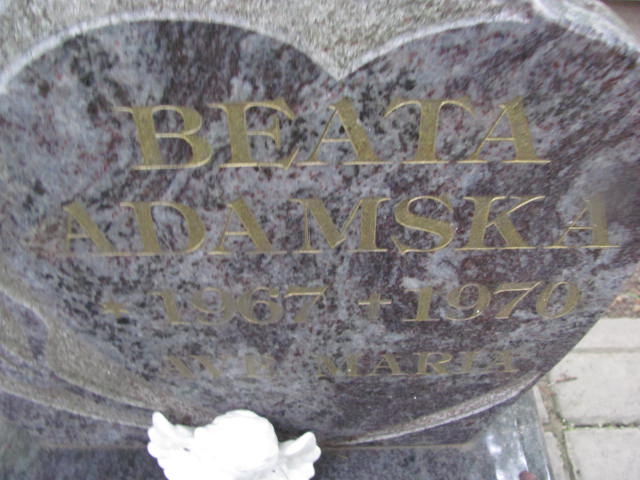 BEATA
ADAMSKA
* 1967 + 1970
AVE MARIA